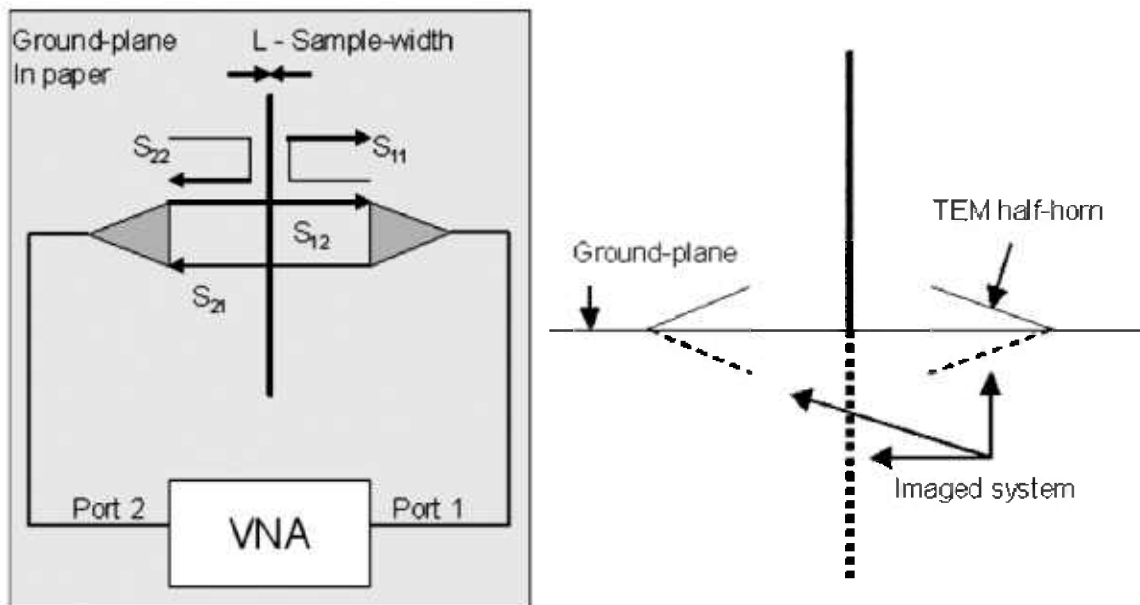 Ground-plane
In paper
L - Sample-width
S22
S11
S12
S21
Port 2
VNA
Port 1
TEM half-horn
Ground-plane
Imaged system